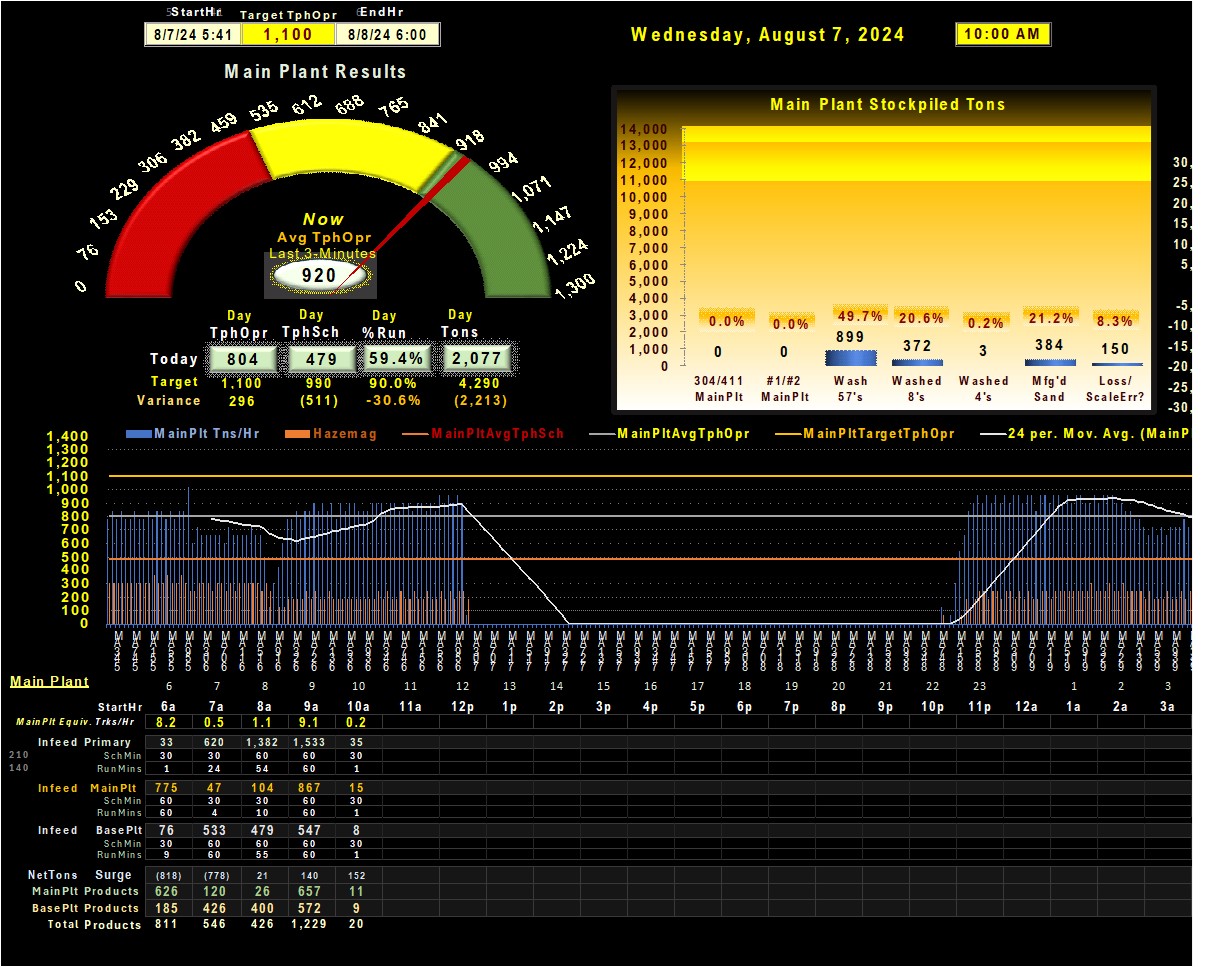 StartHr Target TphOpr EndHr
8/7/24 5:41 1,100 8/8/24 6:00
Wednesday, August 7, 2024 10:00 AM
Main Plant Results
0 76 153 229 306 382 459 535 612 688 765 841 918 994 1,071 1,147 1,224 1,300
Now
Avg TphOpr
Last 3-Minutes
920
Day Day Day Day
TphOpr TphSch %Run Tons
Today 804 479 59.4% 2,077
Target 1,100 990 90.0% 4,290
Variance 296 (511) -30.6% (2,213)
Main Plant Stockpiled Tons
14,000
13,000
12,000
11,000
10,000
9,000
8,000
7,000
6,000
5,000
4,000
3,000
2,000
1,000
0
0.0% 0.0% 49.7% 20.6% 0.2% 21.2% 8.3%
0 0 899 372 3 384 150
304/411 #1/#2 Wash Washed Washed Mfg'd Loss/
MainPlt MainPlt 57's 8's 4's Sand ScaleErr?
30,
25,
20,
15,
10,
5,
-5,
-10,
-15,
-20,
-25,
-30,
MainPlt Tns/Hr Hazemag MainPltAvgTphSch MainPltAvgTphOpr MainPltTargetTphOpr 24 per. Mov. Avg. (MainP
1,400
1,300
1,200
1,100
1,000
900
800
700
600
500
400
300
200
100
0
Main Plant 6 7 8 9 10 11 12 13 14 15 16 17 18 19 20 21 22 23 1 2 3
StartHr 6a 7a 8a 9a 10a 11a 12p 1p 2p 3p 4p 5p 6p 7p 8p 9p 10p 11p 12p 1a 2a 3a
MainPlt Equiv. Trks/Hr 8.2 0.5 1.1 9.1 0.2
Infeed Primary 33 620 1,382 1,533 35
210 SchMin 30 30 60 60 30
140 RunMins 1 24 54 60 1
Infeed MainPlt 775 47 104 867 15
SchMin 60 30 30 60 30
RunMins 60 4 10 60 1
Infeed BasePlt 76 533 479 547 8
SchMin 30 60 60 60 30
RunMins 9 60 55 60 1
NetTons Surge (818) (778) 21 140 152
MainPlt Products 626 120 26 657 11
BasePlt Products 185 426 400 572 9
Total Products 811 546 426 1,229 20